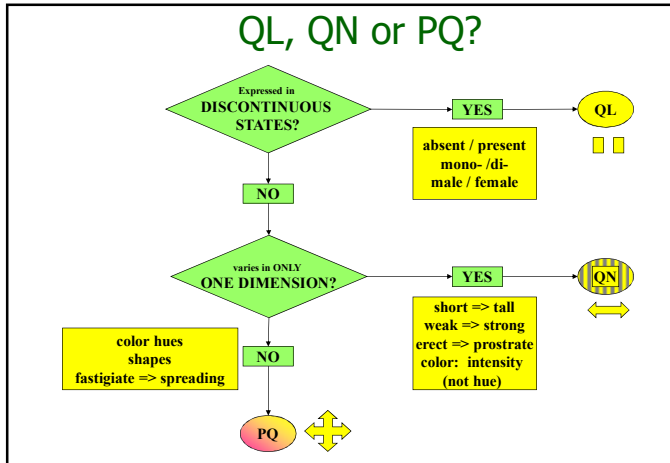 QL, QN or PQ?
Expressed in
DISCONTINUOUS
STATES?
YES
QL
absent / present
mono- /di-
male / female
NO
varies in ONLY
ONE DIMENSION?
YES
QN
short => tall
weak => strong
erect => prostrate
color: intensity
(not hue)
color hues
shapes
fastigiate => spreading
NO
PQ